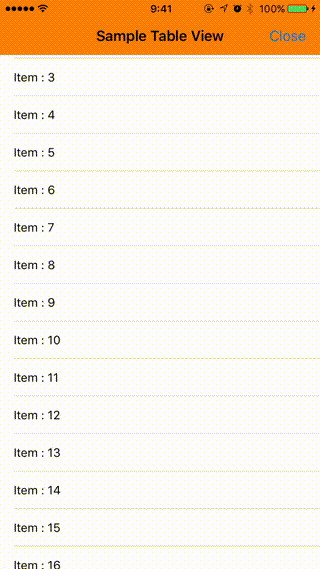 9:41 100%
Sample Table View Close
Item : 3
Item : 4
Item : 5
Item : 6
Item : 7
Item : 8
Item : 9
Item : 10
Item : 11
Item : 12
Item : 13
Item : 14
Item : 15
Item : 16